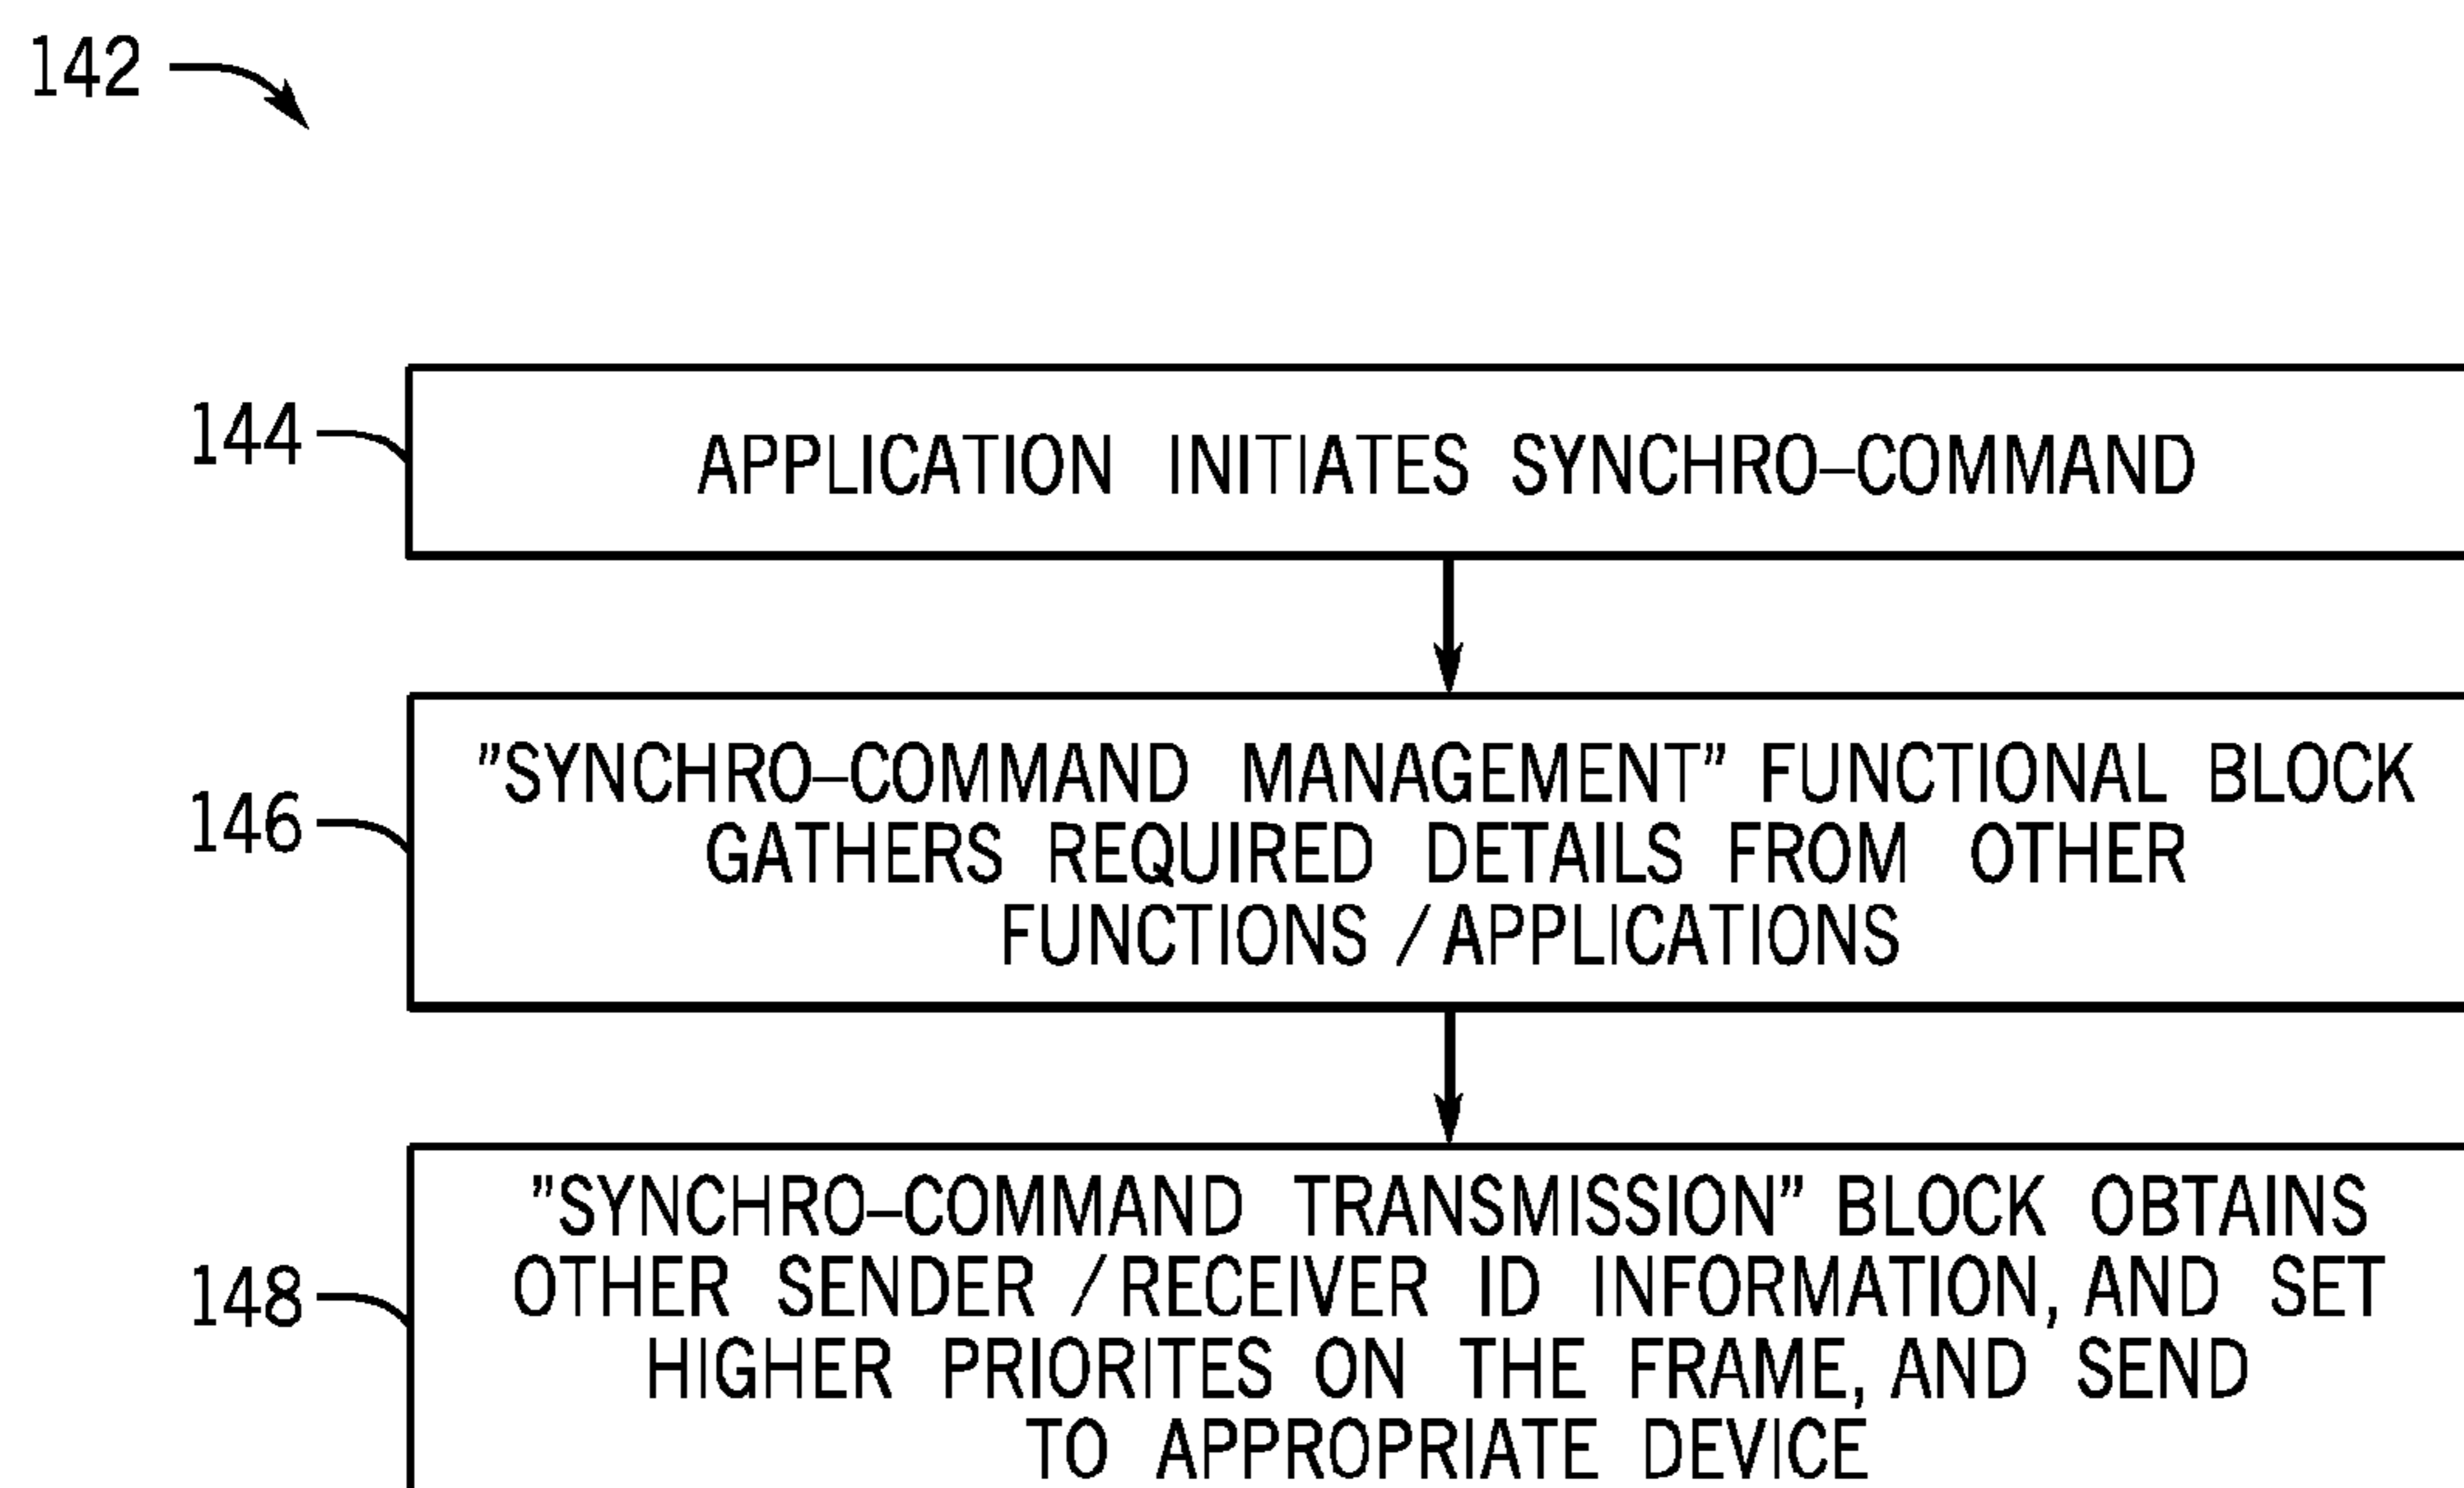 142
144
APPLICATION INITIATES SYNCHRO–COMMAND
”SYNCHRO–COMMAND MANAGEMENT” FUNCTIONAL BLOCK
146
GATHERS REQUIRED DETAILS FROM OTHER
FUNCTIONS /APPLICATIONS
”SYNCHRO–COMMAND TRANSMISSION” BLOCK OBTAINS
148
OTHER SENDER /RECEIVER ID INFORMATION, AND SET
HIGHER PRIORITES ON THE FRAME, AND SEND
TO APPROPRIATE DEVICE